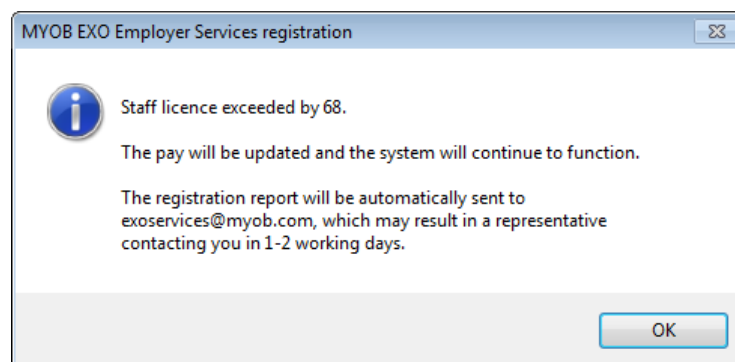 MYOB EXO Employer Services registration
Staff licence exceeded by 68.
The pay will be updated and the system will continue to function.
The registration report will be automatically sent to
exoservices@myob.com, which may result in a representative
contacting you in 1-2 working days.
OK